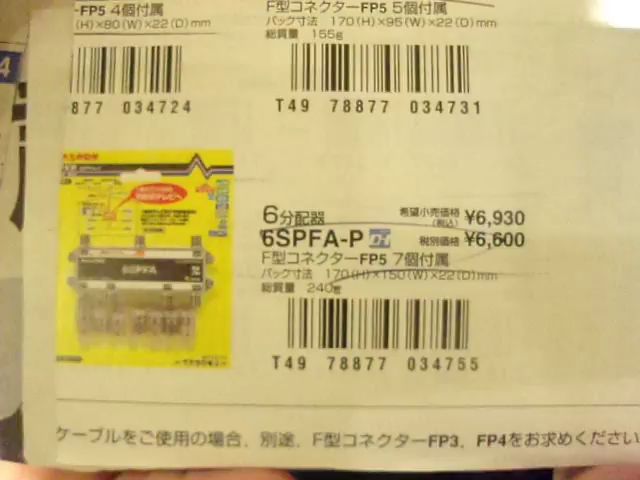 -FP5 4個付属
(H)×80(W)×22(D)mm
877 034724
F型コネクターFP5 5個付属
パック寸法 170(H)×95(W)×22(D)mm
総質量 155g
T49 78877 034731
6SPFA
6分配器
希望小売価格 (税込) ¥6,930
6SPFA-P
税別価格 ¥6,600
F型コネクターFP5 7個付属
パック寸法 170(H)×150(W)×22(D)mm
総質量 240g
T49 78877 034755
ケーブルをご使用の場合、別途、F型コネクターFP3、FP4をお求めください